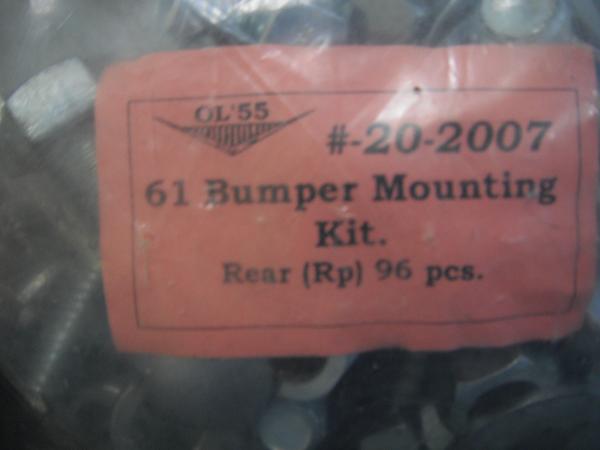 OL'55
#-20-2007
61 Bumper Mounting
Kit.
Rear (Rp) 96 pcs.